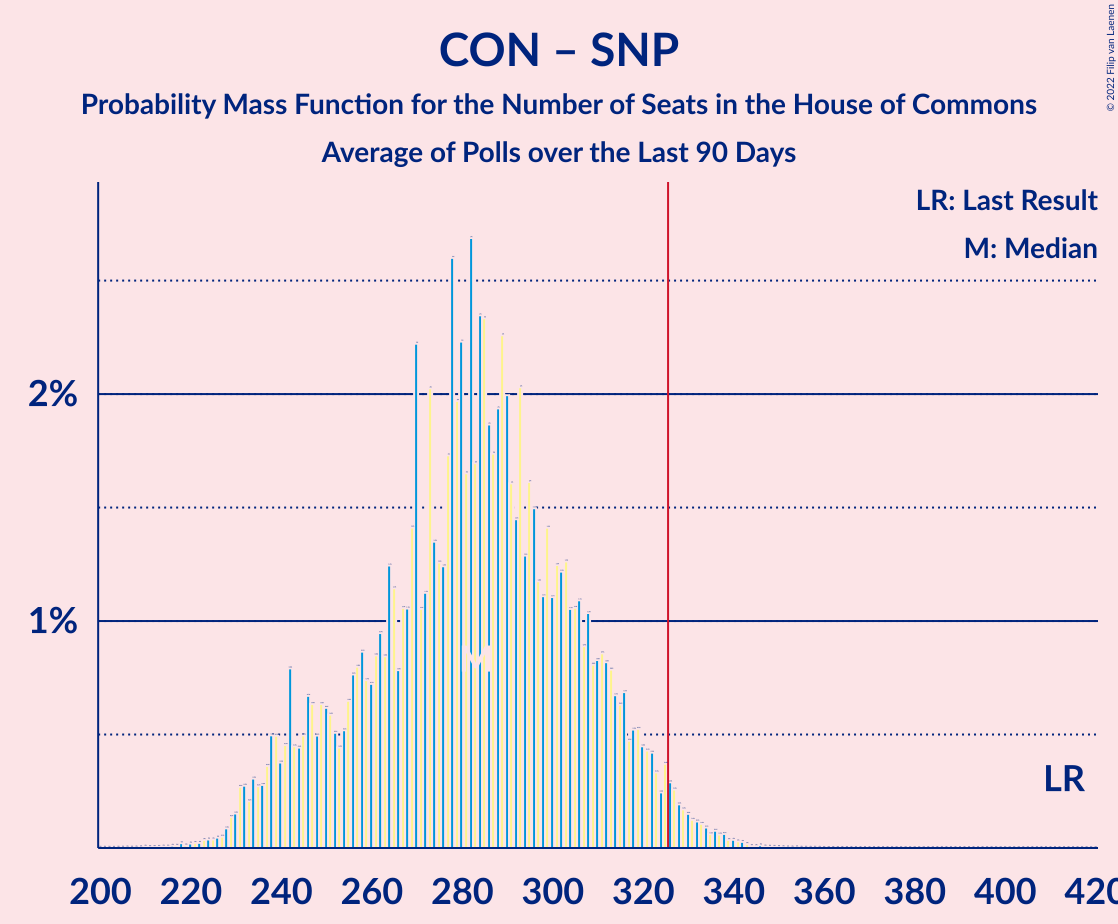 CON – SNP
Probability Mass Function for the Number of Seats in the House of Commons
Average of Polls over the Last 90 Days
© 2022 Filip van Laenen
LR: Last Result
M: Median
2%
1%
M
LR
200 220 240 260 280 300 320 340 360 380 400 420